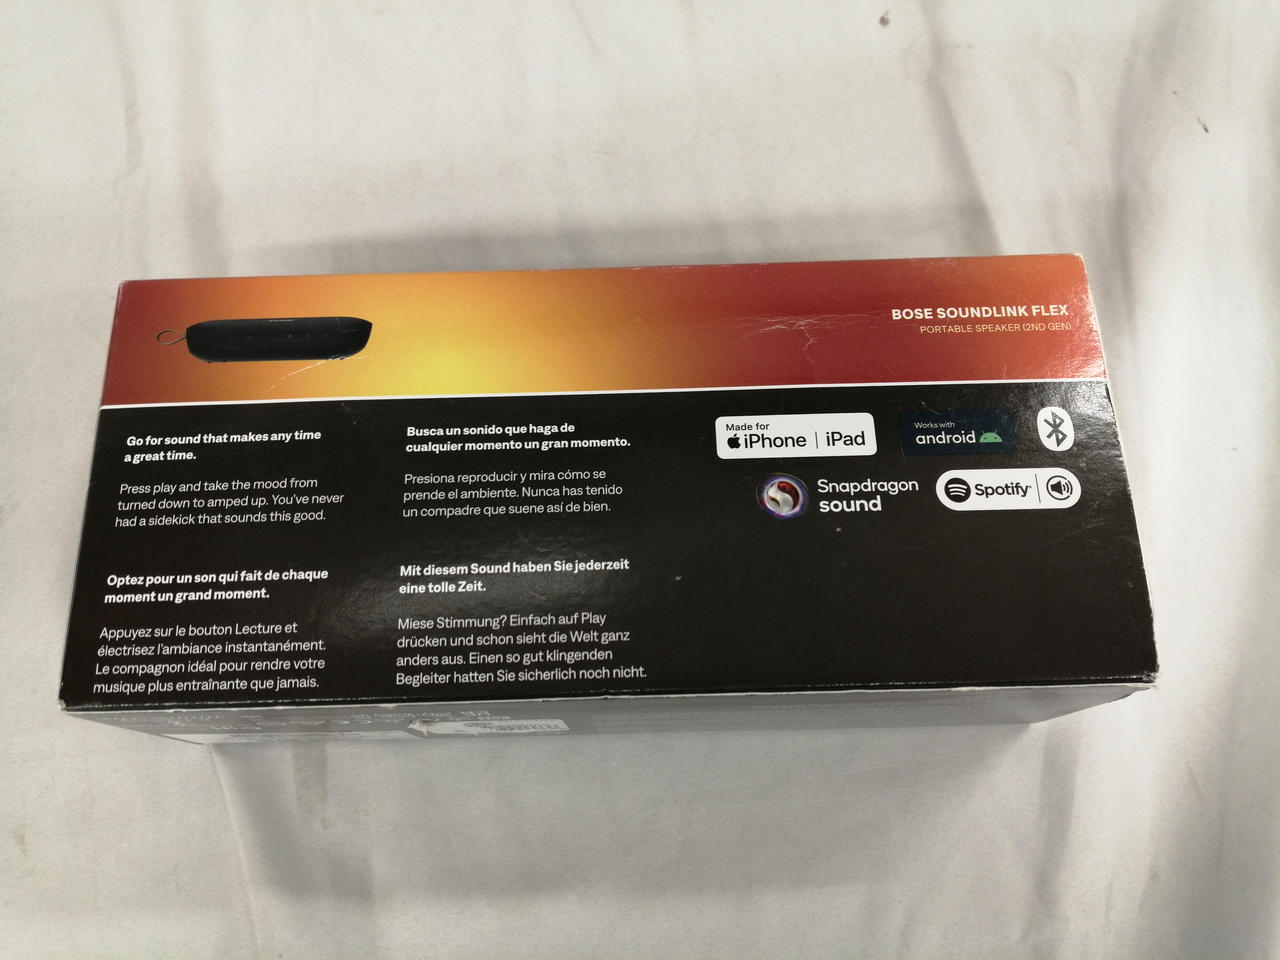 BOSE SOUNDLINK FLEX
PORTABLE SPEAKER (2ND GEN)
Go for sound that makes any time
a great time.
Press play and take the mood from
turned down to amped up. You've never
had a sidekick that sounds this good.
Optez pour un son qui fait de chaque
moment un grand moment.
Appuyez sur le bouton Lecture et
électrisez l'ambiance instantanément.
Le compagnon idéal pour rendre votre
musique plus entraînante que jamais.
Busca un sonido que haga de
cualquier momento un gran momento.
Presiona reproducir y mira cómo se
prende el ambiente. Nunca has tenido
un compadre que suene así de bien.
Mit diesem Sound haben Sie jederzeit
eine tolle Zeit.
Miese Stimmung? Einfach auf Play
drücken und schon sieht die Welt ganz
anders aus. Einen so gut klingenden
Begleiter hatten Sie sicherlich noch nicht.
Made for
iPhone | iPad
Works with
android
Snapdragon
sound
Spotify